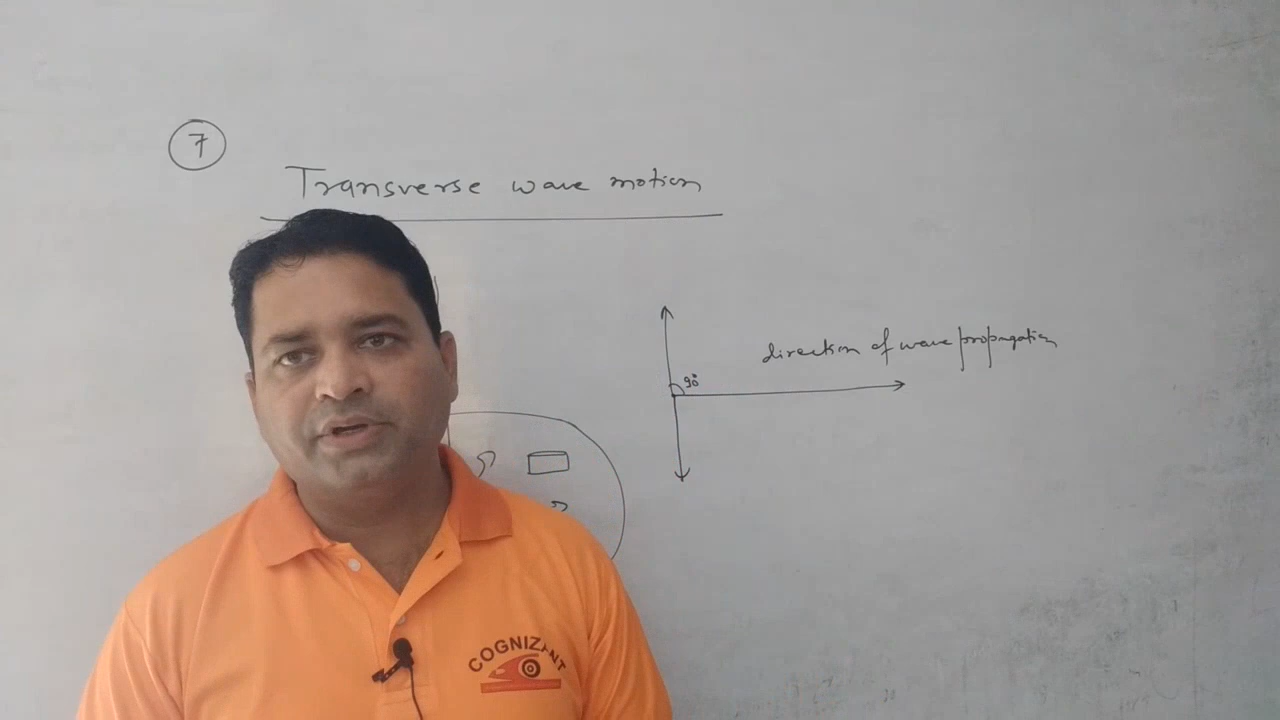 7
Transverse wave motion
direction of wave propagation
90°
COGNIZANT